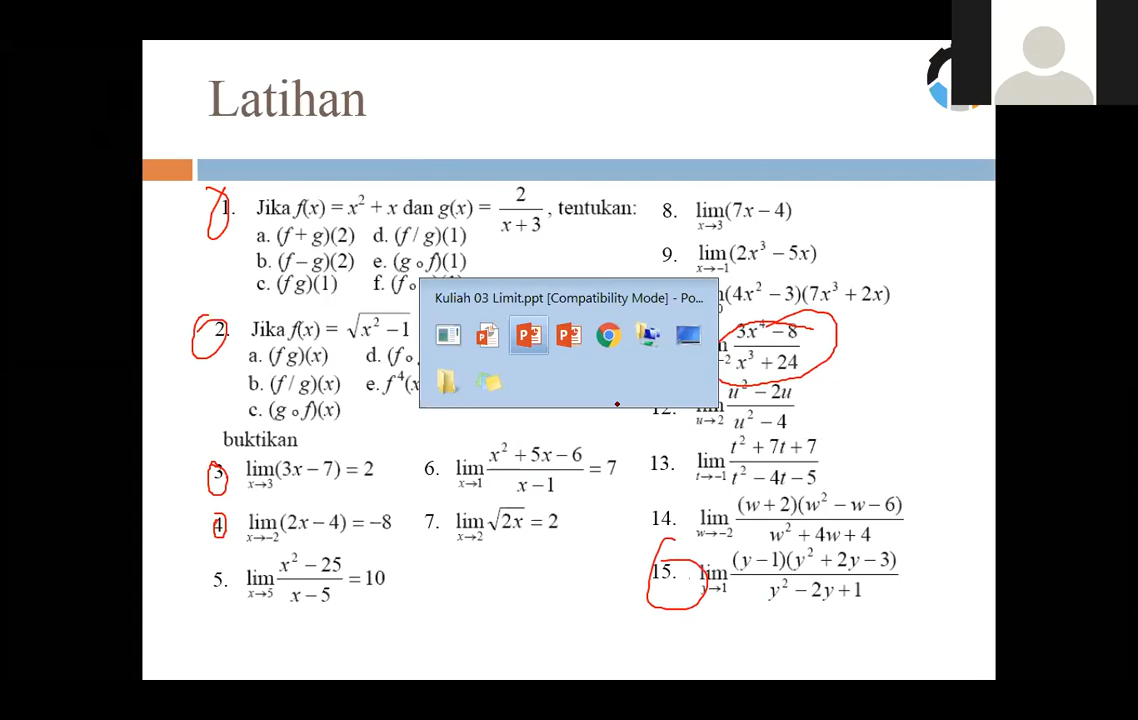 Latihan
1. Jika f(x) = x² + x dan g(x) = 2/(x + 3), tentukan:
a. (f + g)(2) d. (f / g)(1)
b. (f − g)(2) e. (g ∘ f)(1)
c. (fg)(1) f. (f ∘
2. Jika f(x) = √(x² − 1)
a. (fg)(x) d. (f ∘
b. (f / g)(x) e. f⁴(x
c. (g ∘ f)(x)
buktikan
3. lim x→3 (3x − 7) = 2
4. lim x→−2 (2x − 4) = −8
5. lim x→5 (x² − 25)/(x − 5) = 10
6. lim x→1 (x² + 5x − 6)/(x − 1) = 7
7. lim x→2 √2x = 2
Kuliah 03 Limit.ppt [Compatibility Mode] - Po...
8. lim x→3 (7x − 4)
9. lim x→−1 (2x³ − 5x)
(4x² − 3)(7x³ + 2x)
(3x⁴ − 8)/(x³ + 24)
12. lim u→2 (u² − 2u)/(u² − 4)
13. lim t→−1 (t² + 7t + 7)/(t² − 4t − 5)
14. lim w→−2 (w + 2)(w² − w − 6)/(w² + 4w + 4)
15. lim y→1 (y − 1)(y² + 2y − 3)/(y² − 2y + 1)